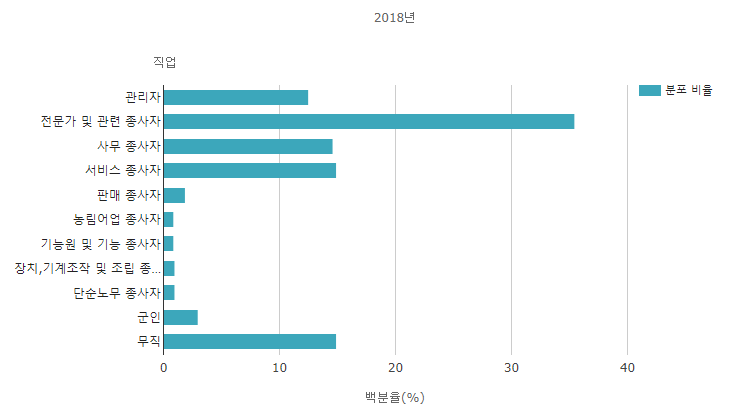 2018년
직업
분포 비율
관리자
전문가 및 관련 종사자
사무 종사자
서비스 종사자
판매 종사자
농림어업 종사자
기능원 및 기능 종사자
장치,기계조작 및 조립 종...
단순노무 종사자
군인
무직
0 10 20 30 40
백분율(%)